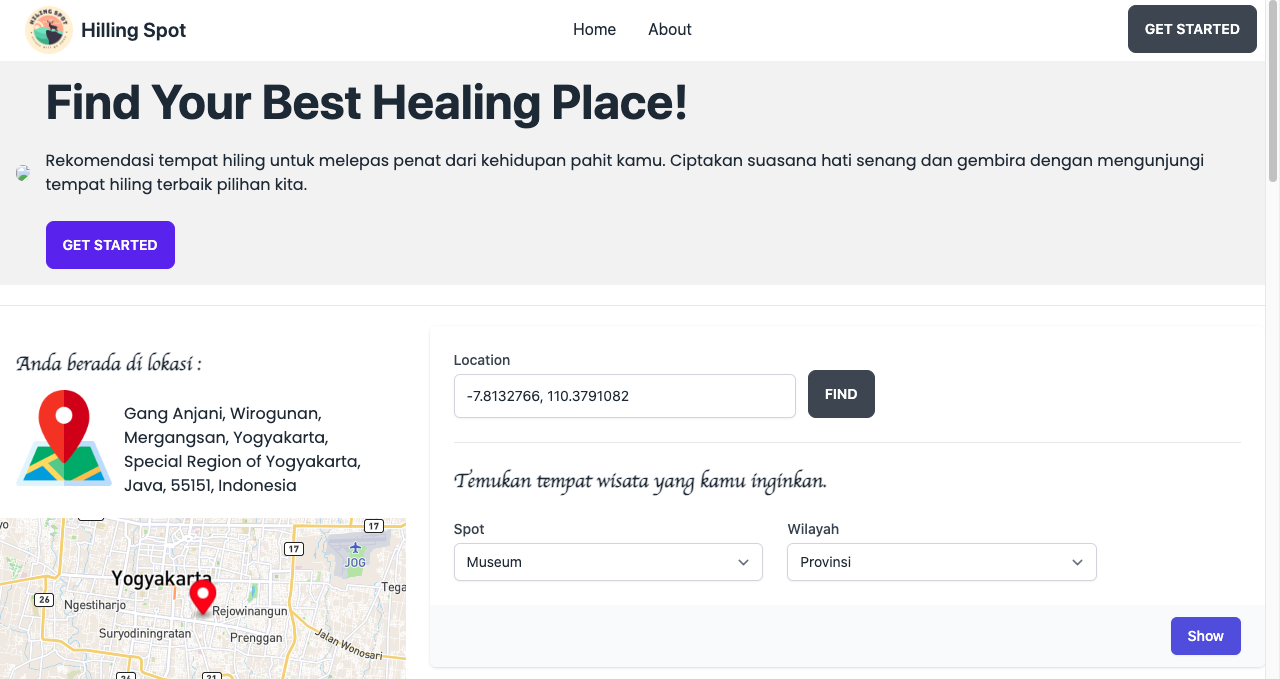 HILING SPOT
Hilling Spot
Home
About
GET STARTED
Find Your Best Healing Place!
Rekomendasi tempat hiling untuk melepas penat dari kehidupan pahit kamu. Ciptakan suasana hati senang dan gembira dengan mengunjungi
tempat hiling terbaik pilihan kita.
GET STARTED
Anda berada di lokasi :
Gang Anjani, Wirogunan,
Mergangsan, Yogyakarta,
Special Region of Yogyakarta,
Java, 55151, Indonesia
17
17
JOG
Yogyakarta
Tega
26
Ngestiharjo
Rejowinangun
Suryodiningratan
Prenggan
Jalan Wonosari
Location
-7.8132766, 110.3791082
FIND
Temukan tempat wisata yang kamu inginkan.
Spot
Wilayah
Museum
Provinsi
Show